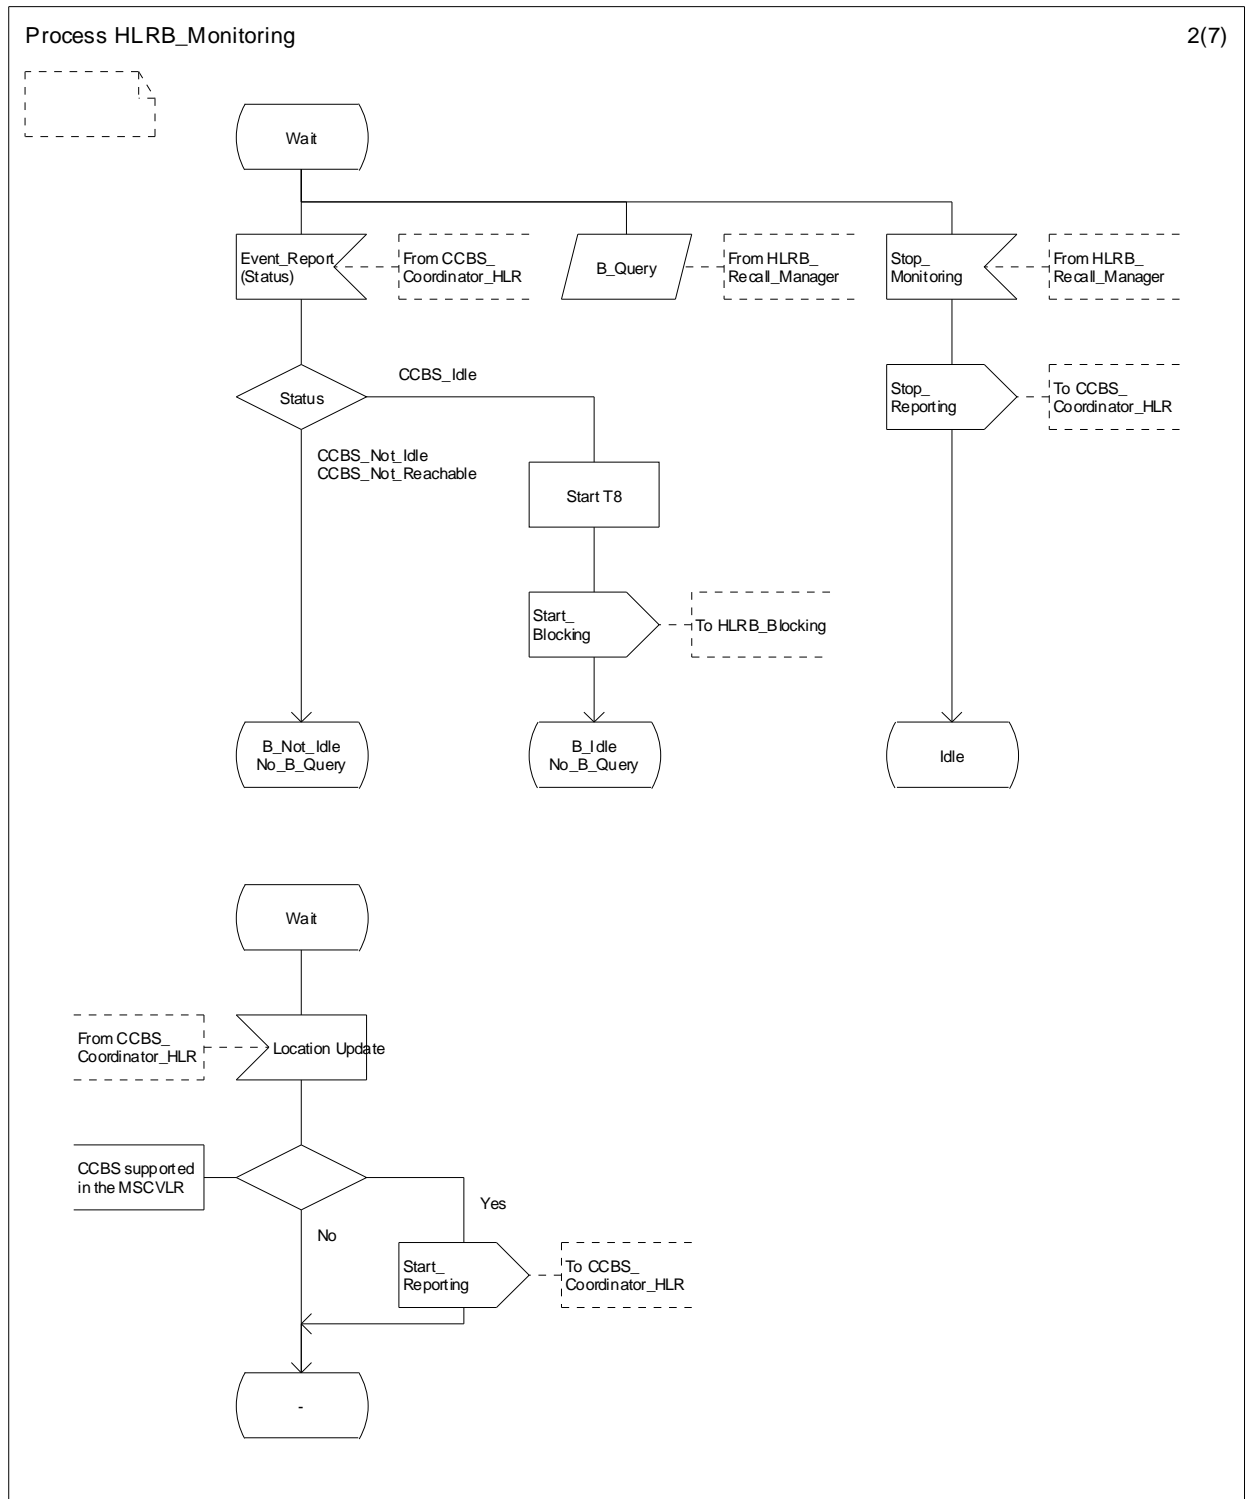 Process HLRB_Monitoring
2(7)
Wait
Event_Report
(Status)
From CCBS_
Coordinator_HLR
B_Query
From HLRB_
Recall_Manager
Stop_
Monitoring
From HLRB_
Recall_Manager
Status
CCBS_Idle
Stop_
Reporting
To CCBS_
Coordinator_HLR
CCBS_Not_Idle
CCBS_Not_Reachable
Start T8
Start_
Blocking
To HLRB_Blocking
B_Not_Idle
No_B_Query
B_Idle
No_B_Query
Idle
Wait
From CCBS_
Coordinator_HLR
Location Update
CCBS supported
in the MSCVLR
Yes
No
Start_
Reporting
To CCBS_
Coordinator_HLR
-